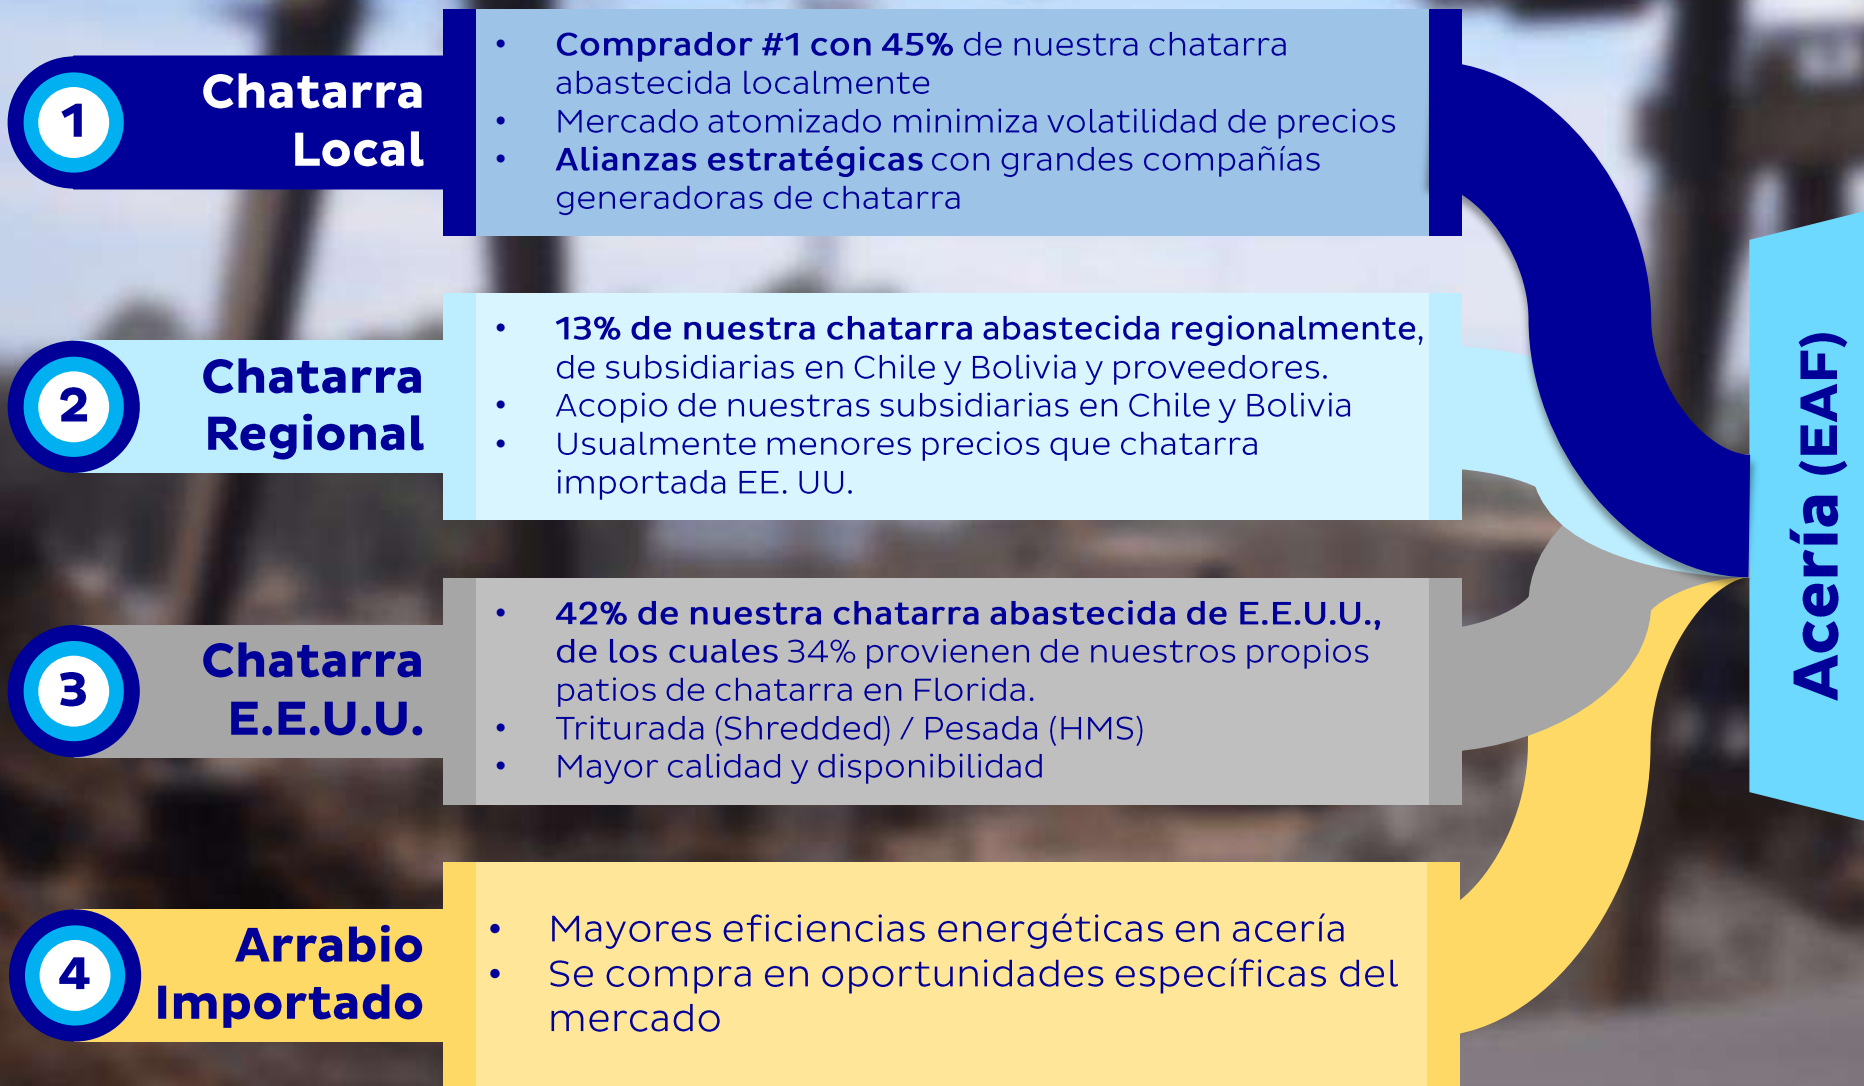 1
Chatarra
Local
• Comprador #1 con 45% de nuestra chatarra
abastecida localmente
• Mercado atomizado minimiza volatilidad de precios
• Alianzas estratégicas con grandes compañías
generadoras de chatarra
2
Chatarra
Regional
• 13% de nuestra chatarra abastecida regionalmente,
de subsidiarias en Chile y Bolivia y proveedores.
• Acopio de nuestras subsidiarias en Chile y Bolivia
• Usualmente menores precios que chatarra
importada EE. UU.
3
Chatarra
E.E.U.U.
• 42% de nuestra chatarra abastecida de E.E.U.U.,
de los cuales 34% provienen de nuestros propios
patios de chatarra en Florida.
• Triturada (Shredded) / Pesada (HMS)
• Mayor calidad y disponibilidad
4
Arrabio
Importado
• Mayores eficiencias energéticas en acería
• Se compra en oportunidades específicas del
mercado
Acería (EAF)